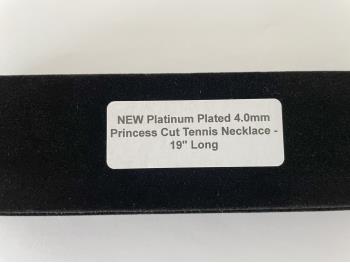 NEW Platinum Plated 4.0mm
Princess Cut Tennis Necklace -
19" Long